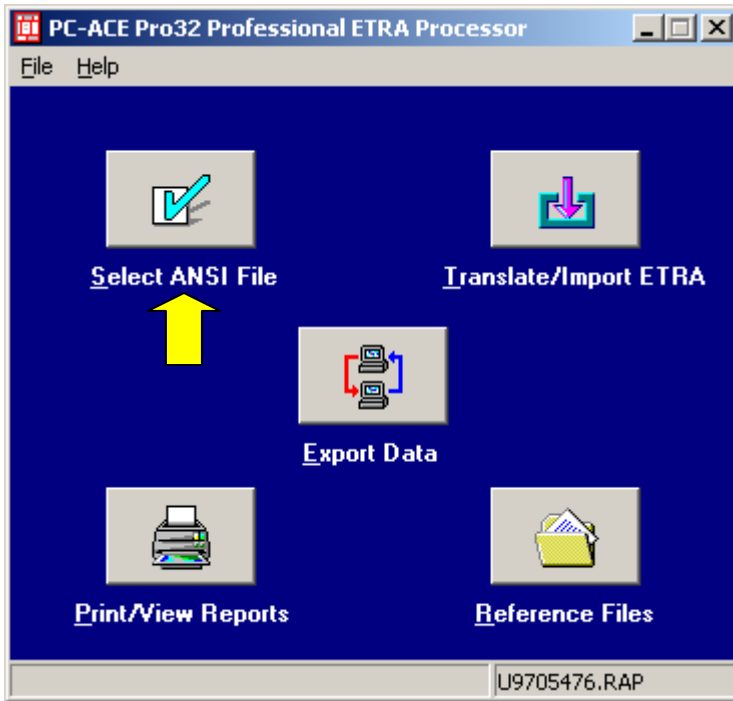 PC-ACE Pro32 Professional ETRA Processor
File Help
Select ANSI File
Translate/Import ETRA
Export Data
Print/View Reports
Reference Files
U9705476.RAP